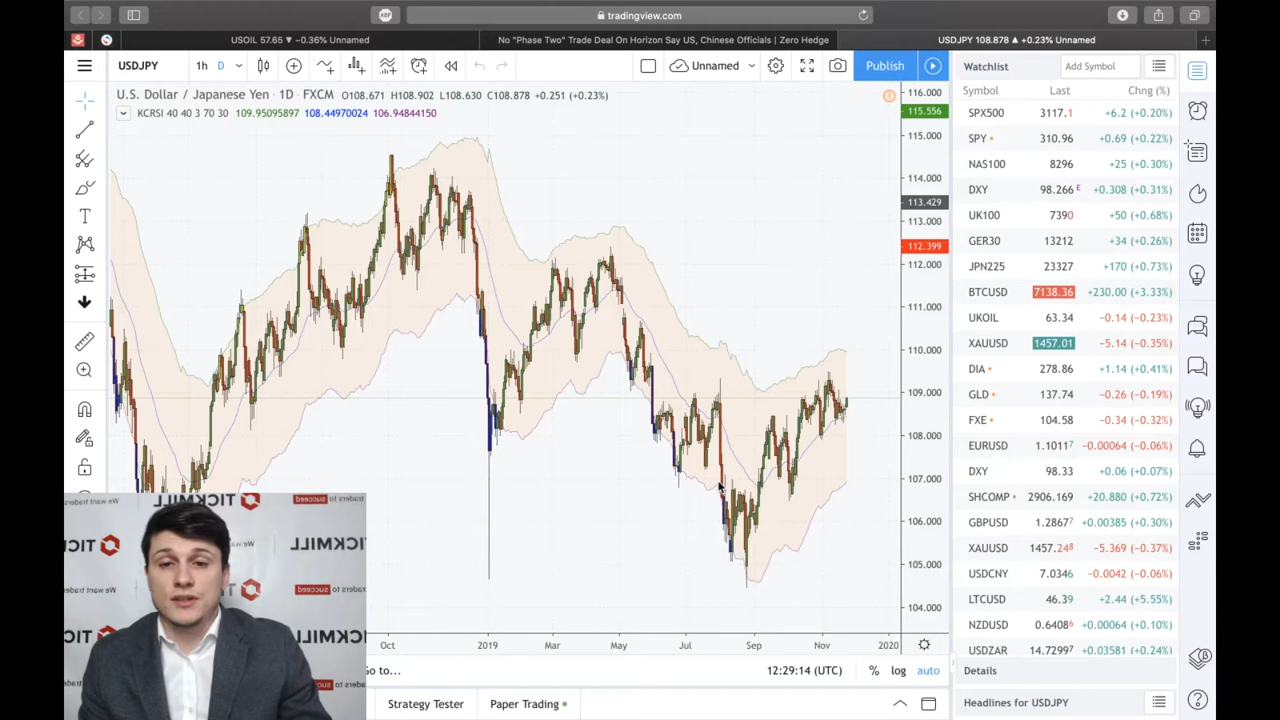 tradingview.com
ABP
USOIL 57.65 ▼ −0.36% Unnamed
No "Phase Two" Trade Deal On Horizon Say US, Chinese Officials | Zero Hedge
USDJPY 108.878 ▲ +0.23% Unnamed
USDJPY
1h
D
Unnamed
Publish
Watchlist
Add Symbol
U.S. Dollar / Japanese Yen · 1D · FXCM O108.671 H108.902 L108.630 C108.878 +0.251 (+0.23%)
KCRSI 40 40 3 70 30 109.95095897 108.44970024 106.94844150
116.000
115.556
115.000
114.000
113.429
113.000
112.399
112.000
111.000
110.000
109.000
108.000
107.000
106.000
105.000
104.000
Symbol Last Chng (%)
SPX500 3117.1 +6.2 (+0.20%)
SPY 310.96 +0.69 (+0.22%)
NAS100 8296 +25 (+0.30%)
DXY 98.266 E +0.308 (+0.31%)
UK100 7390 +50 (+0.68%)
GER30 13212 +34 (+0.26%)
JPN225 23327 +170 (+0.73%)
BTCUSD 7138.36 +230.00 (+3.33%)
UKOIL 63.34 −0.14 (−0.23%)
XAUUSD 1457.01 −5.14 (−0.35%)
DIA 278.86 +1.14 (+0.41%)
GLD 137.74 −0.26 (−0.19%)
FXE 104.58 −0.34 (−0.32%)
EURUSD 1.10117 −0.00064 (−0.06%)
DXY 98.33 +0.06 (+0.07%)
SHCOMP 2906.169 +20.880 (+0.72%)
GBPUSD 1.28677 +0.00385 (+0.30%)
XAUUSD 1457.248 −5.369 (−0.37%)
USDCNY 7.0346 −0.0042 (−0.06%)
LTCUSD 46.39 +2.44 (+5.55%)
NZDUSD 0.64086 +0.00064 (+0.10%)
USDZAR 14.72997 +0.03581 (+0.24%)
Oct 2019 Mar May Jul Sep Nov 2020
Go to...
12:29:14 (UTC)
%
log
auto
Details
Strategy Tester
Paper Trading
Headlines for USDJPY
We want traders
to succeed
TICKMILL